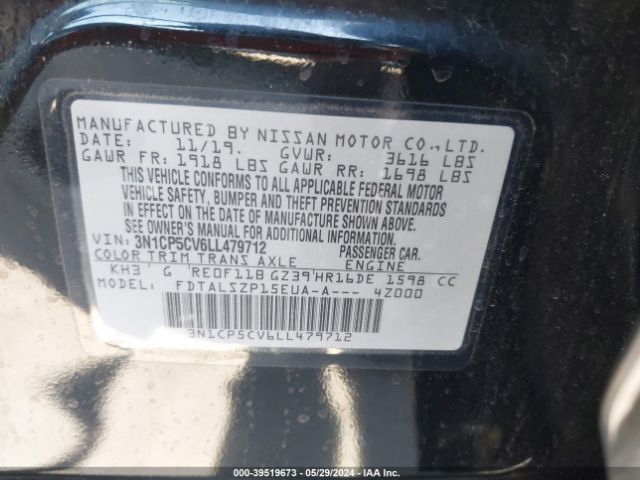 MANUFACTURED BY NISSAN MOTOR CO., LTD.
DATE: 11/19. GVWR: 3616 LBS
GAWR FR: 1918 LBS GAWR RR: 1698 LBS
THIS VEHICLE CONFORMS TO ALL APPLICABLE FEDERAL MOTOR
VEHICLE SAFETY, BUMPER AND THEFT PREVENTION STANDARDS
IN EFFECT ON THE DATE OF MANUFACTURE SHOWN ABOVE.
SEE OWNER'S MANUAL FOR ADDITIONAL INFORMATION
VIN: 3N1CP5CV6LL479712 PASSENGER CAR.
COLOR TRIM TRANS AXLE ENGINE
KH3 G RE0F11B GZ39 HR16DE 1598 CC
MODEL: FDTALSZP15EUA-A--- 4Z000
3N1CP5CV6LL479712
000-39519673 - 05/29/2024 - IAA Inc.